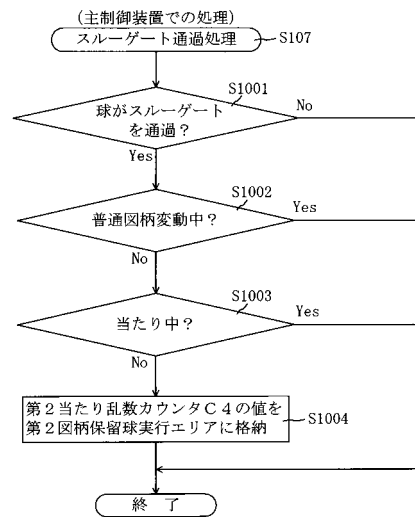 (主制御装置での処理)
スルーゲート通過処理
S107
S1001
球がスルーゲート
を通過？
No
Yes
S1002
普通図柄変動中？
Yes
No
S1003
当たり中？
Yes
No
第２当たり乱数カウンタＣ４の値を
第２図柄保留球実行エリアに格納
S1004
終 了